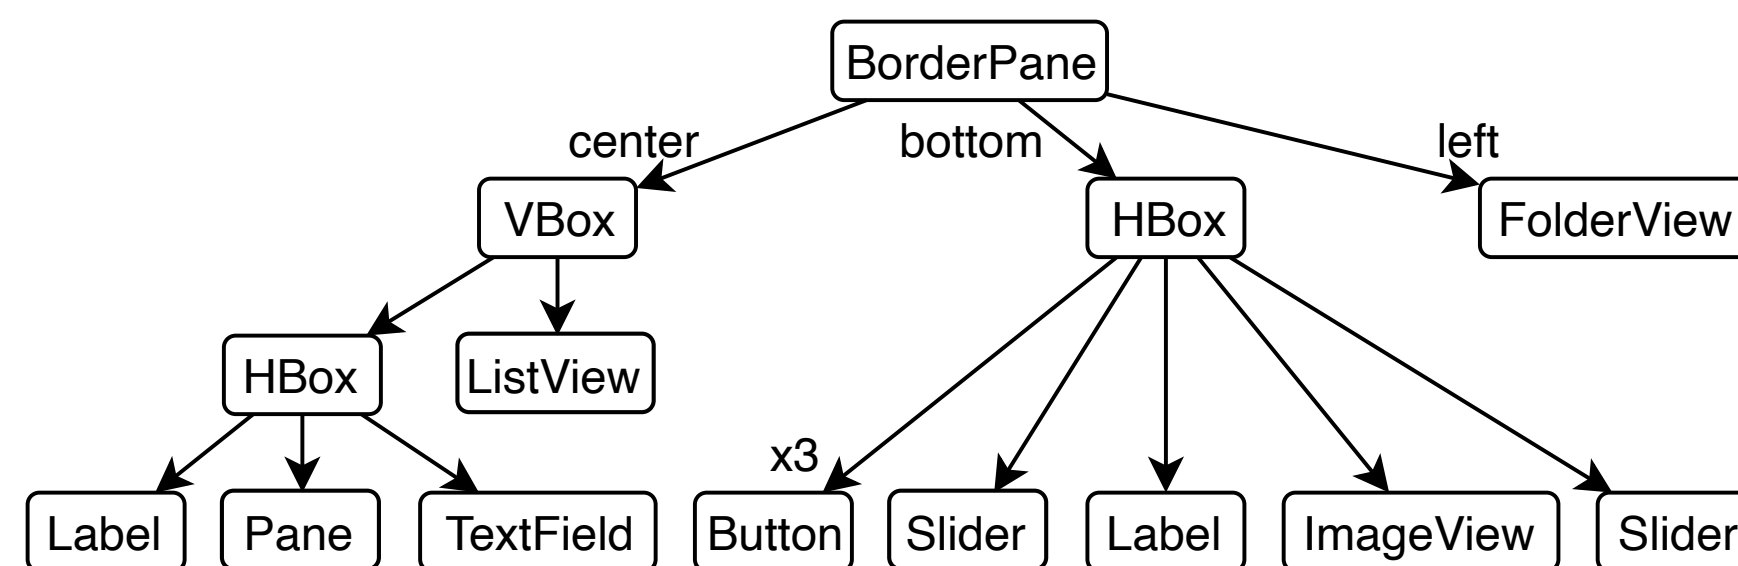 BorderPane
center
bottom
left
VBox
HBox
FolderView
HBox
ListView
x3
Label
Pane
TextField
Button
Slider
Label
ImageView
Slider